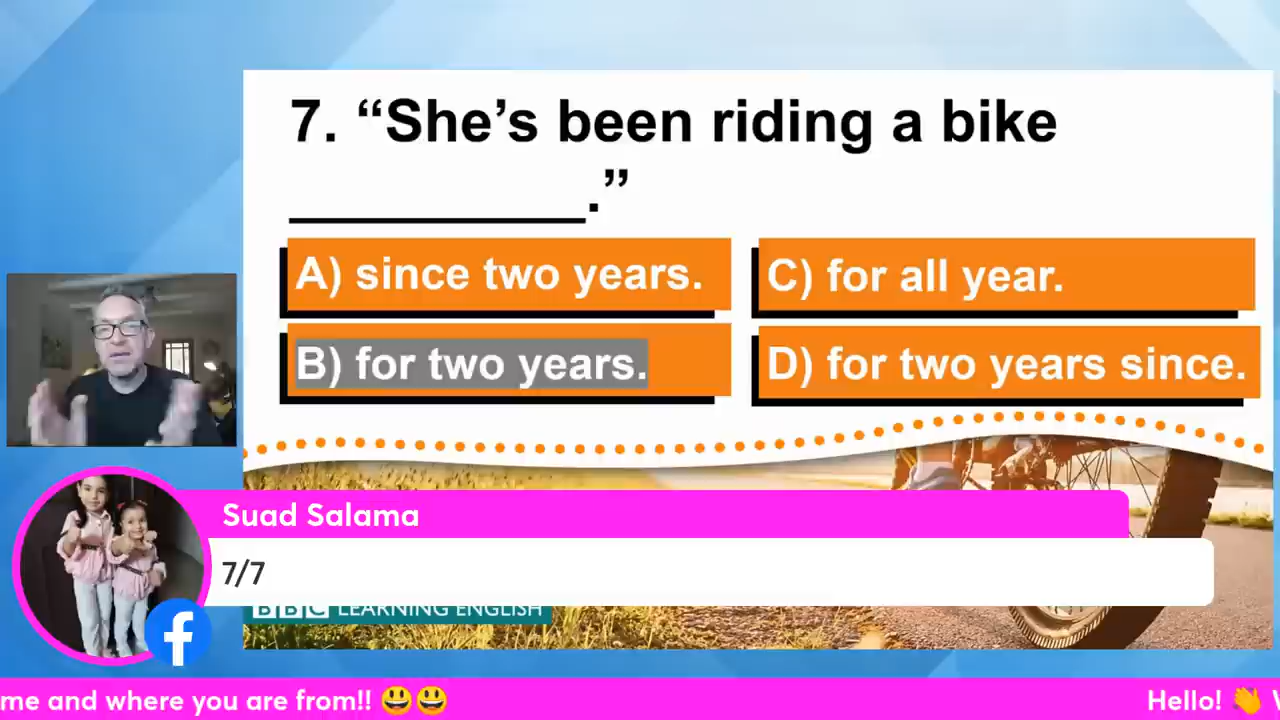 7. “She’s been riding a bike
__________.”
A) since two years.
C) for all year.
B) for two years.
D) for two years since.
Suad Salama
7/7
BBC LEARNING ENGLISH
me and where you are from!! 😃😃
Hello! 👋